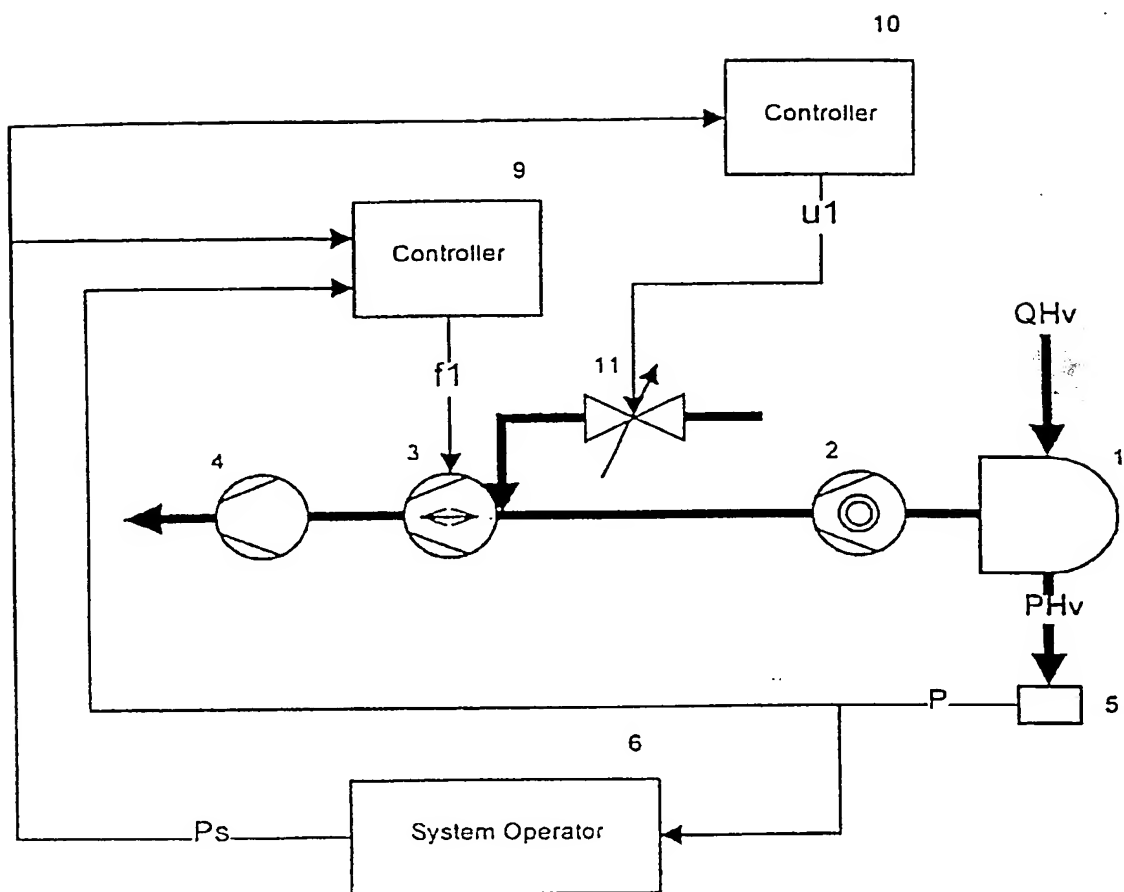 10
Controller
9
u1
Controller
QHv
f1
11
4
3
2
1
PHv
P
5
6
Ps
System Operator